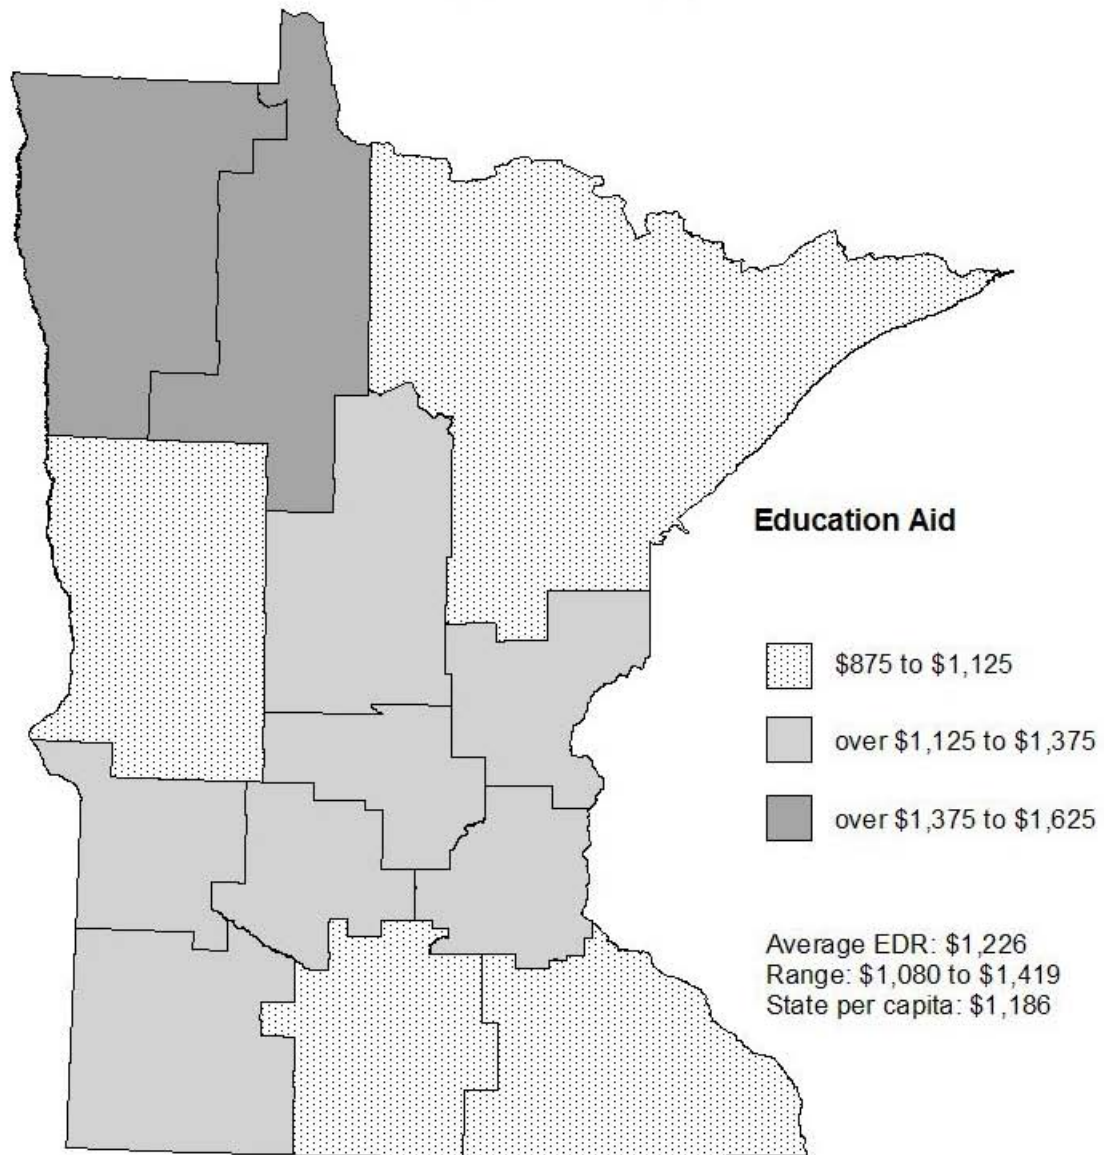 Education Aid
$875 to $1,125
over $1,125 to $1,375
over $1,375 to $1,625
Average EDR: $1,226
Range: $1,080 to $1,419
State per capita: $1,186